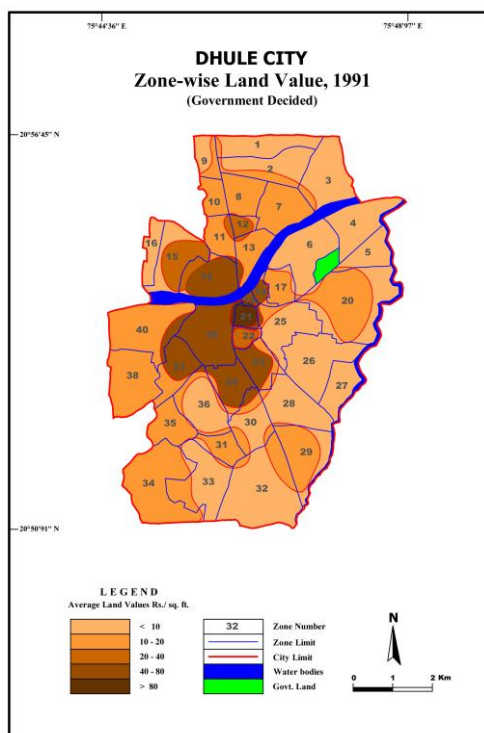 75°44'36" E
75°48'97" E
DHULE CITY
Zone-wise Land Value, 1991
(Government Decided)
20°56'45" N
1
9
2
3
10
8
7
12
4
11
13
6
5
16
15
17
20
21
25
40
22
26
38
27
36
28
35
30
31
29
34
33
32
20°50'91" N
LEGEND
Average Land Values Rs./ sq. ft.
< 10
10 - 20
20 - 40
40 - 80
> 80
32 Zone Number
Zone Limit
City Limit
Water bodies
Govt. Land
N
0 1 2 Km